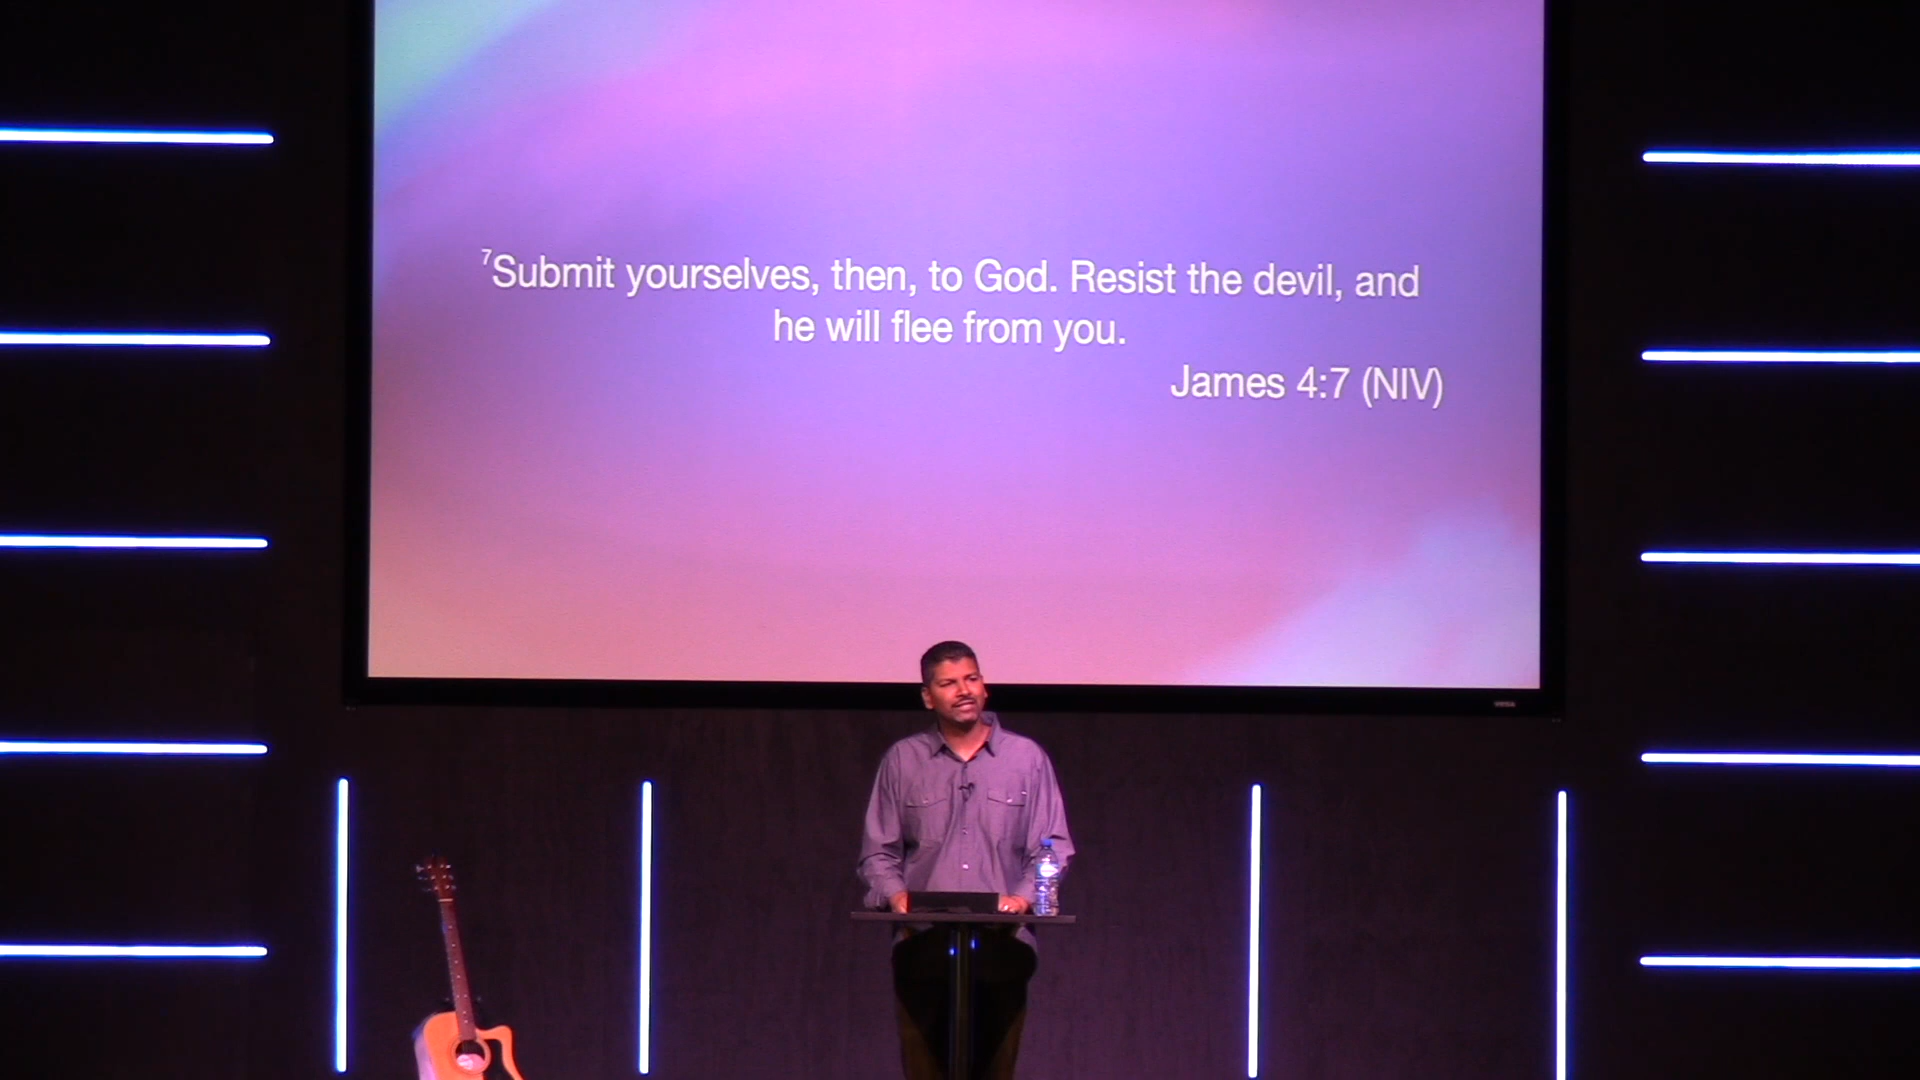 ⁷Submit yourselves, then, to God. Resist the devil, and
he will flee from you.
James 4:7 (NIV)